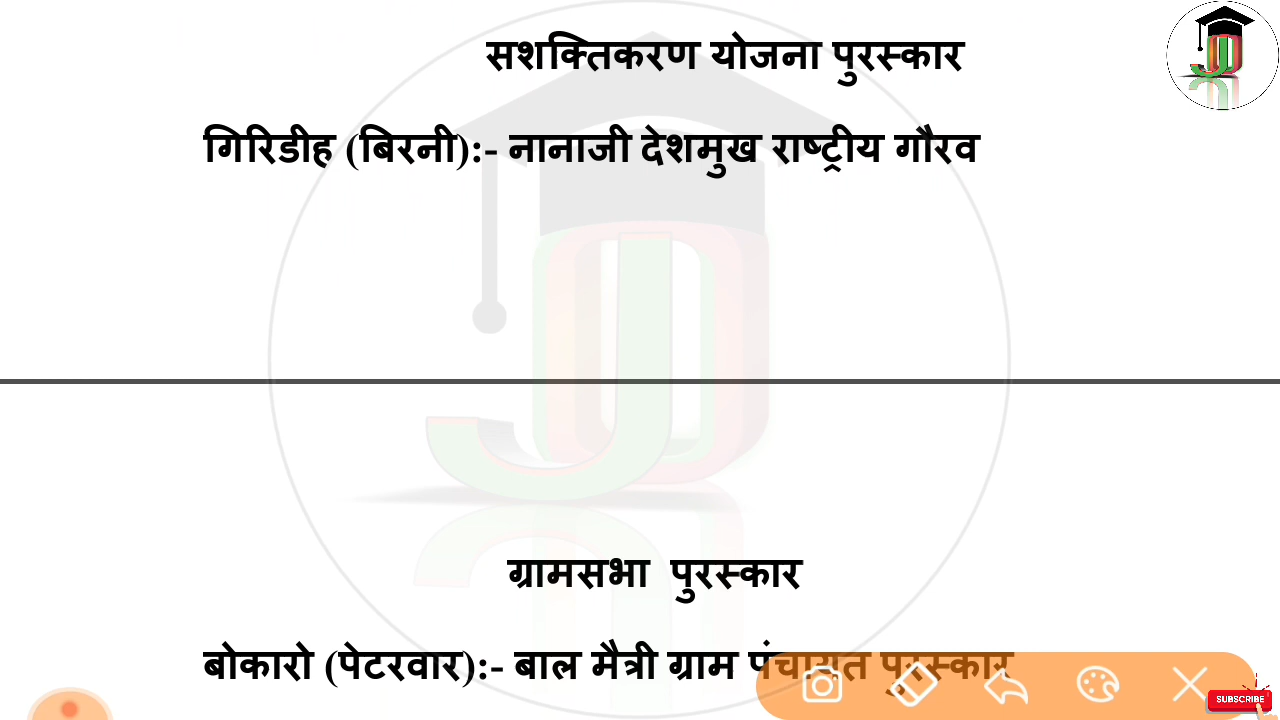 सशक्तिकरण योजना पुरस्कार
गिरिडीह (बिरनी):- नानाजी देशमुख राष्ट्रीय गौरव
ग्रामसभा पुरस्कार
बोकारो (पेटरवार):- बाल मैत्री ग्राम पंचायत पुरस्कार
SUBSCRIBE